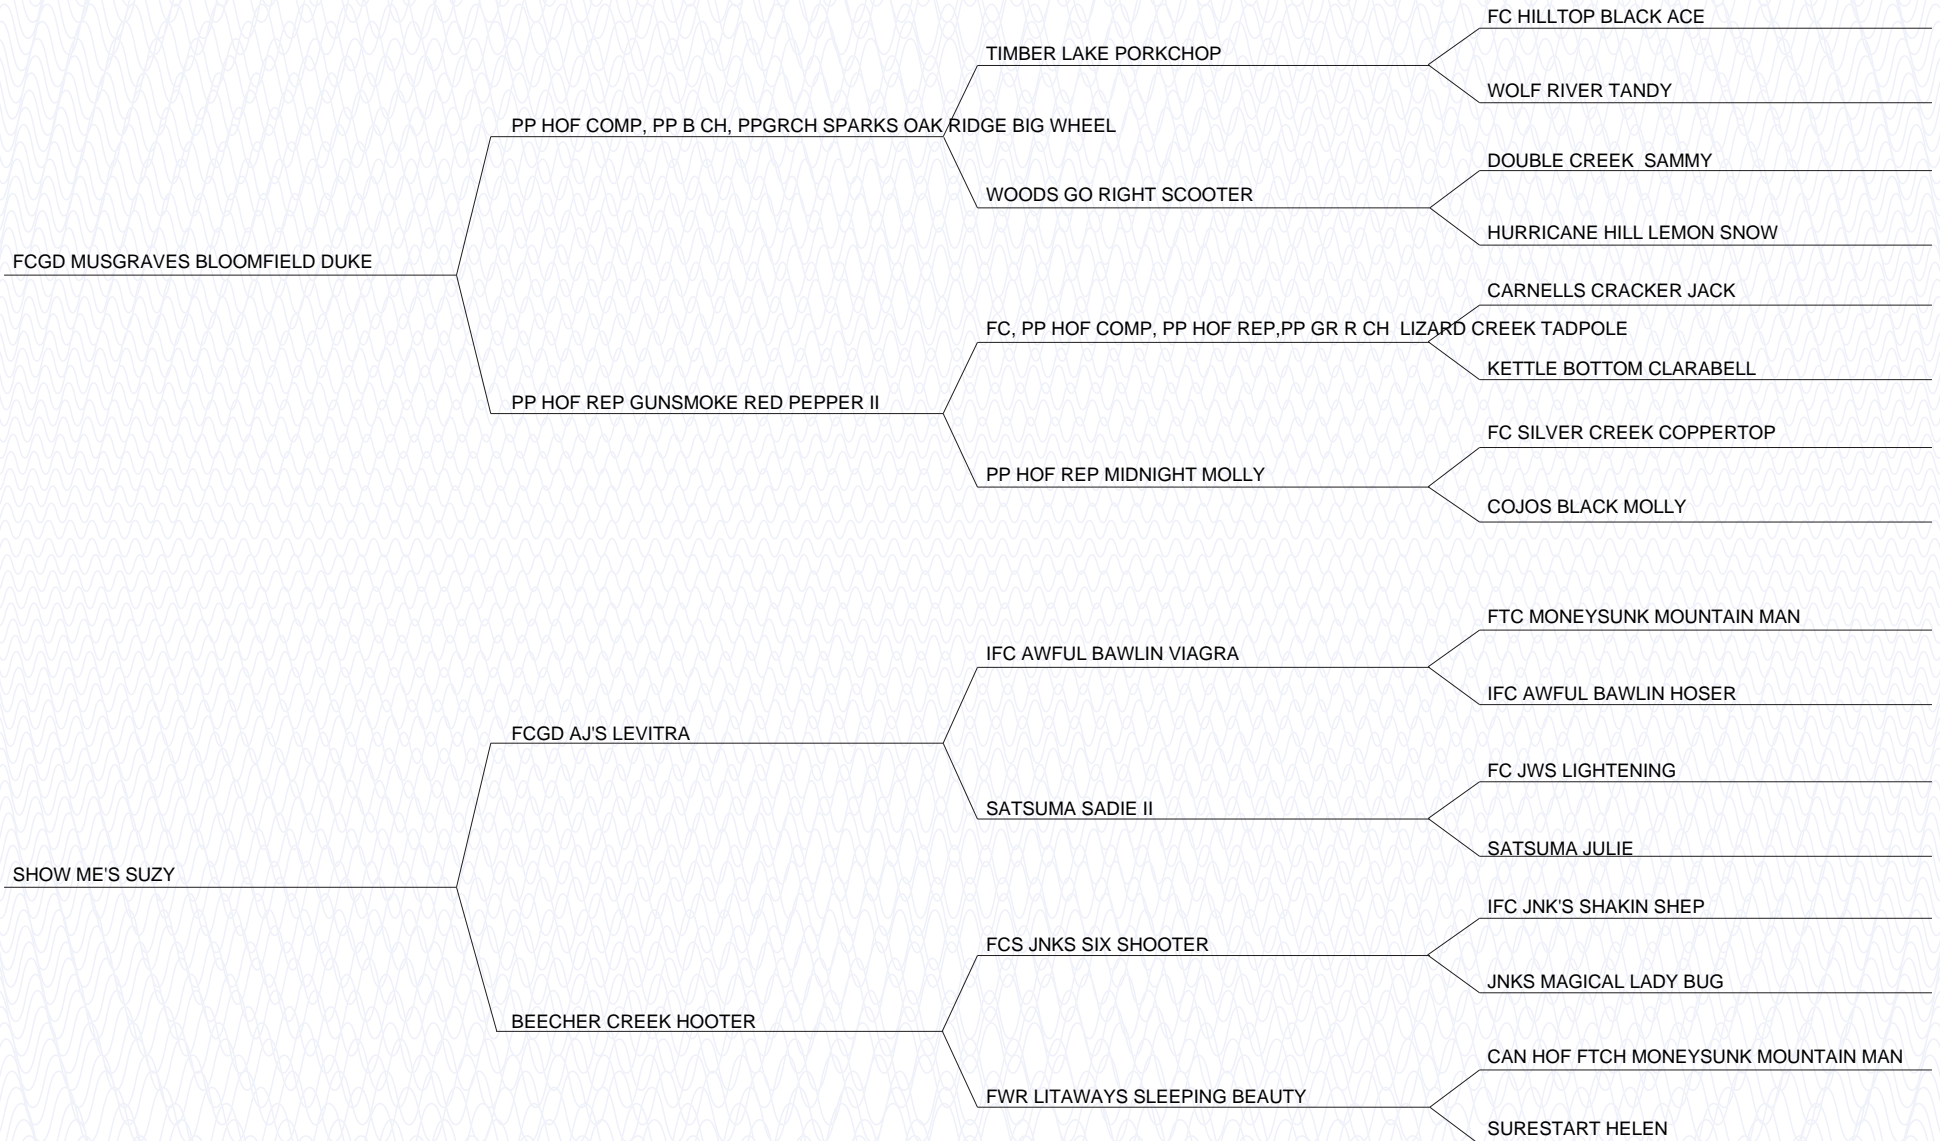 FC HILLTOP BLACK ACE
TIMBER LAKE PORKCHOP
WOLF RIVER TANDY
PP HOF COMP, PP B CH, PPGRCH SPARKS OAK RIDGE BIG WHEEL
DOUBLE CREEK  SAMMY
WOODS GO RIGHT SCOOTER
HURRICANE HILL LEMON SNOW
FCGD MUSGRAVES BLOOMFIELD DUKE
CARNELLS CRACKER JACK
FC, PP HOF COMP, PP HOF REP,PP GR R CH  LIZARD CREEK TADPOLE
KETTLE BOTTOM CLARABELL
PP HOF REP GUNSMOKE RED PEPPER II
FC SILVER CREEK COPPERTOP
PP HOF REP MIDNIGHT MOLLY
COJOS BLACK MOLLY
FTC MONEYSUNK MOUNTAIN MAN
IFC AWFUL BAWLIN VIAGRA
IFC AWFUL BAWLIN HOSER
FCGD AJ'S LEVITRA
FC JWS LIGHTENING
SATSUMA SADIE II
SATSUMA JULIE
SHOW ME'S SUZY
IFC JNK'S SHAKIN SHEP
FCS JNKS SIX SHOOTER
JNKS MAGICAL LADY BUG
BEECHER CREEK HOOTER
CAN HOF FTCH MONEYSUNK MOUNTAIN MAN
FWR LITAWAYS SLEEPING BEAUTY
SURESTART HELEN